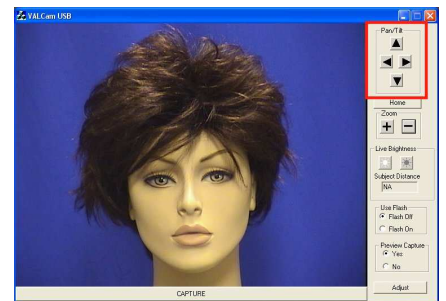 VALCam USB
Pan/Tilt
Home
Zoom
Live Brightness
Subject Distance
NA
Use Flash
Flash Off
Flash On
Preview Capture
Yes
No
Adjust
CAPTURE